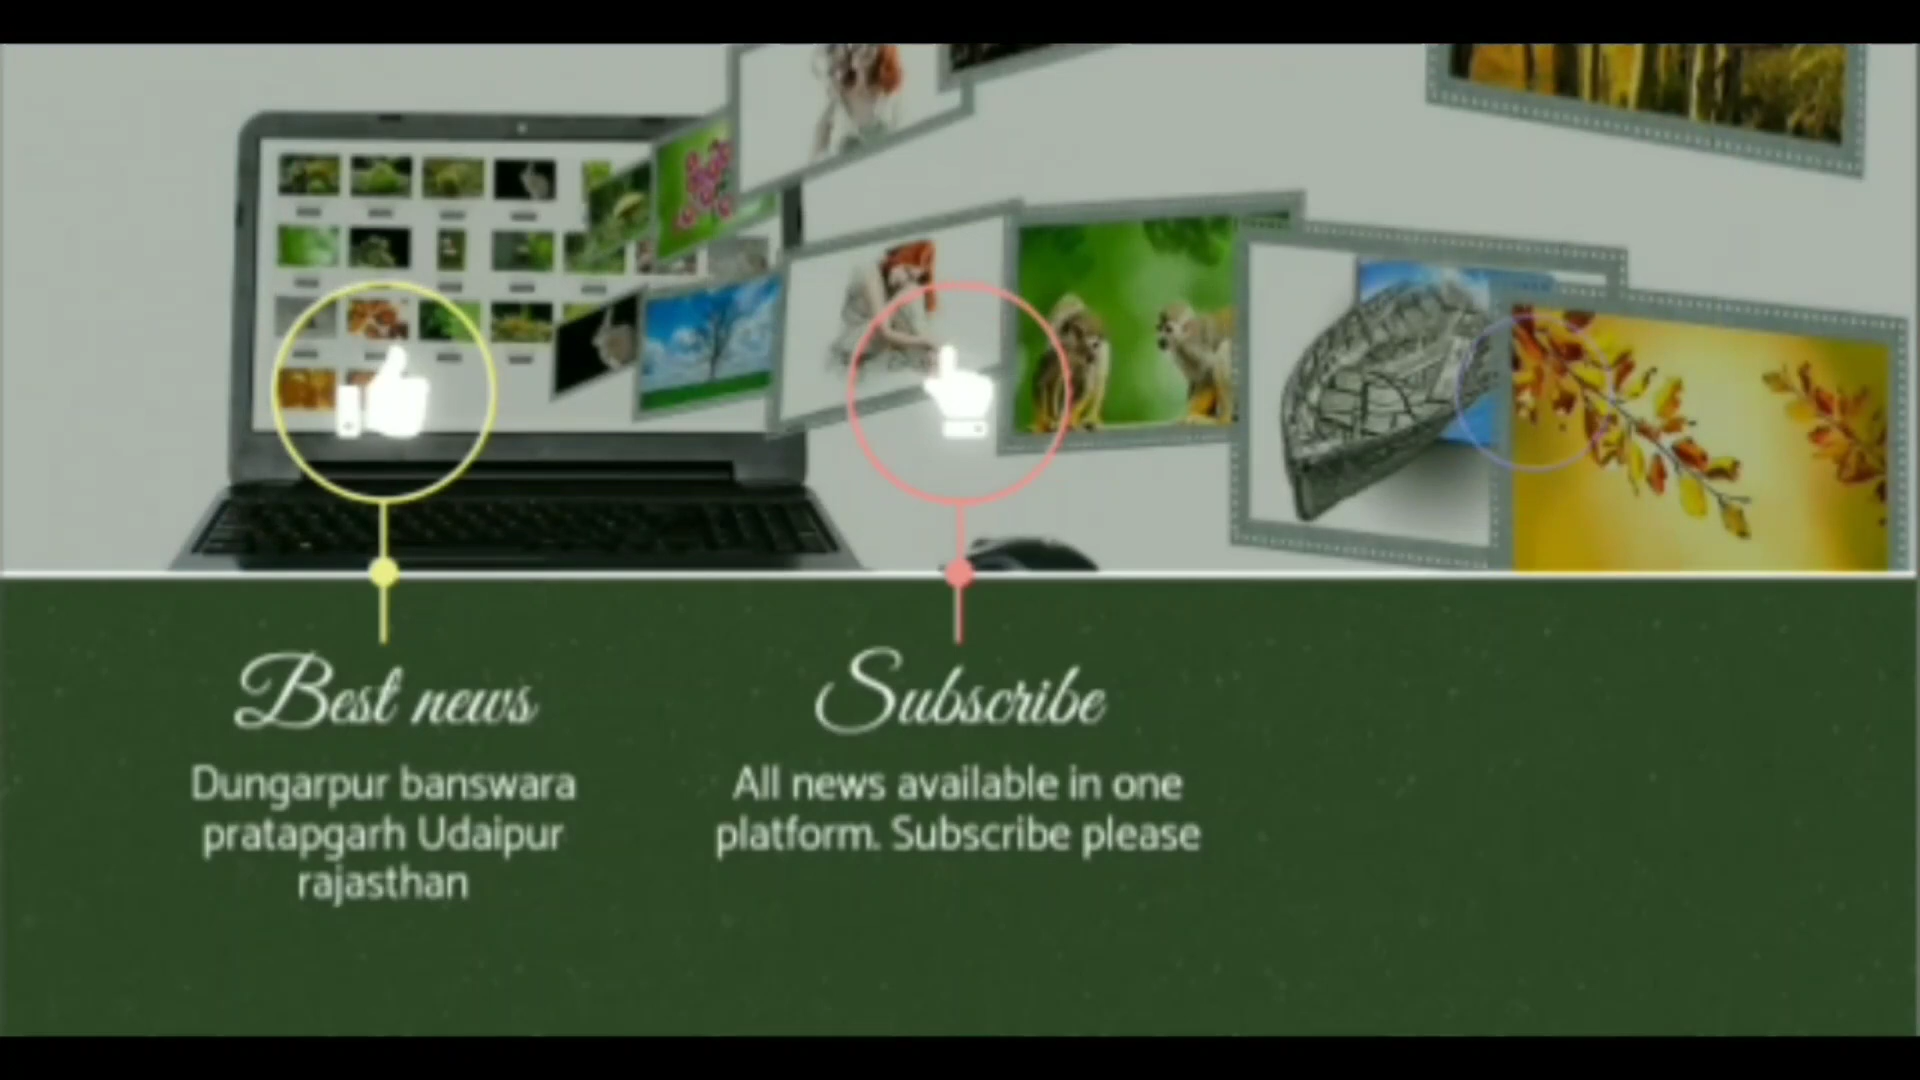 Best news
Dungarpur banswara
pratapgarh Udaipur
rajasthan
Subscribe
All news available in one
platform. Subscribe please